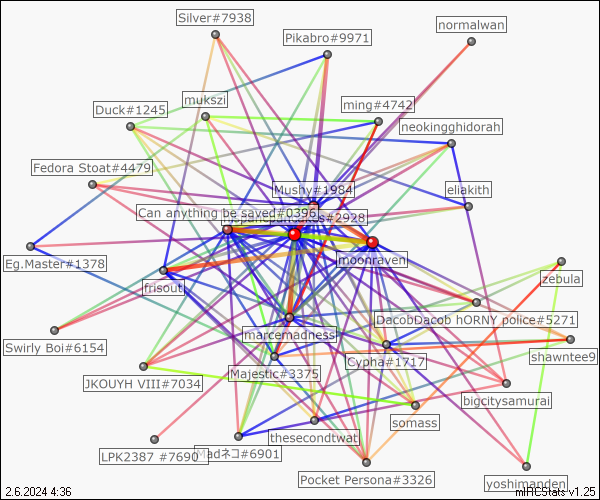 Silver#7938
normalwan
Pikabro#9971
mukszi
ming#4742
Duck#1245
neokingghidorah
Fedora Stoat#4479
Mushy#1984
eliakith
Can anything be saved#0396
#2928
moonraven
Eg.Master#1378
frisout
zebula
DacobDacob hORNY police#5271
marcemadness
Swirly Boi#6154
Cypha#1717
shawntee9
Majestic#3375
JKOUYH VIII#7034
bigcitysamurai
somass
thesecondtwat
LPK2387 #7690
Madネコ#6901
Pocket Persona#3326
yoshimanden
2.6.2024 4:36
mIRCStats v1.25